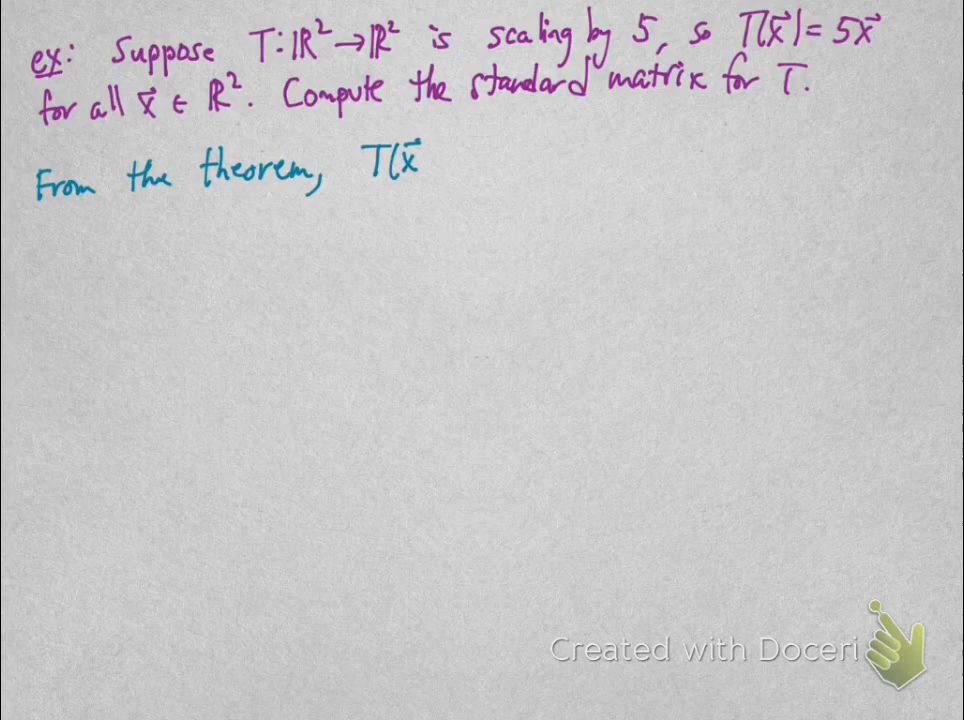 ex: Suppose T: ℝ² → ℝ² is scaling by 5, so T(x⃗) = 5x⃗
for all x⃗ ∈ ℝ². Compute the standard matrix for T.
From the theorem, T(x⃗
Created with Doceri